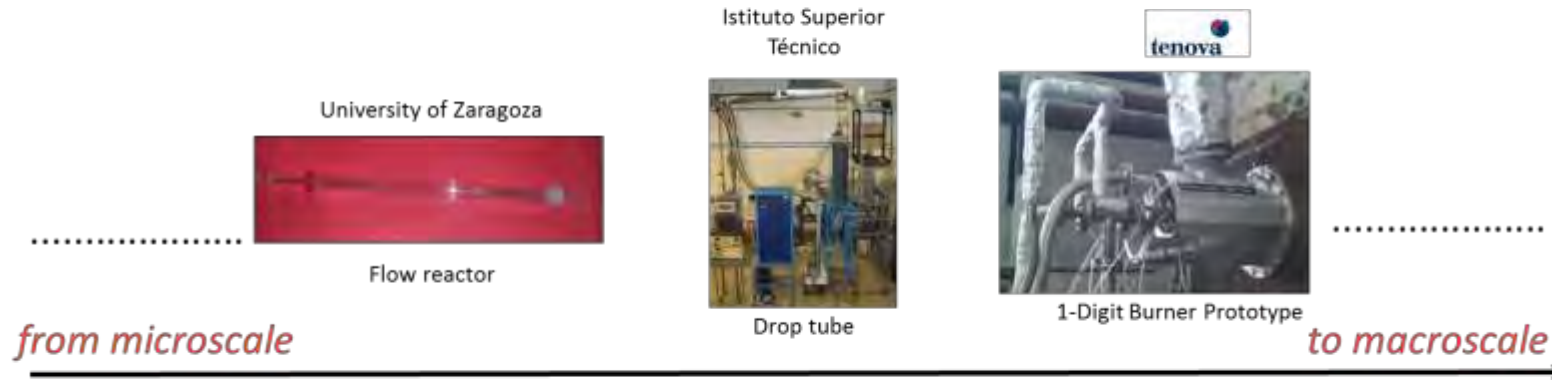 Istituto Superior
Técnico
tenova
University of Zaragoza
Flow reactor
Drop tube
1-Digit Burner Prototype
from microscale
to macroscale